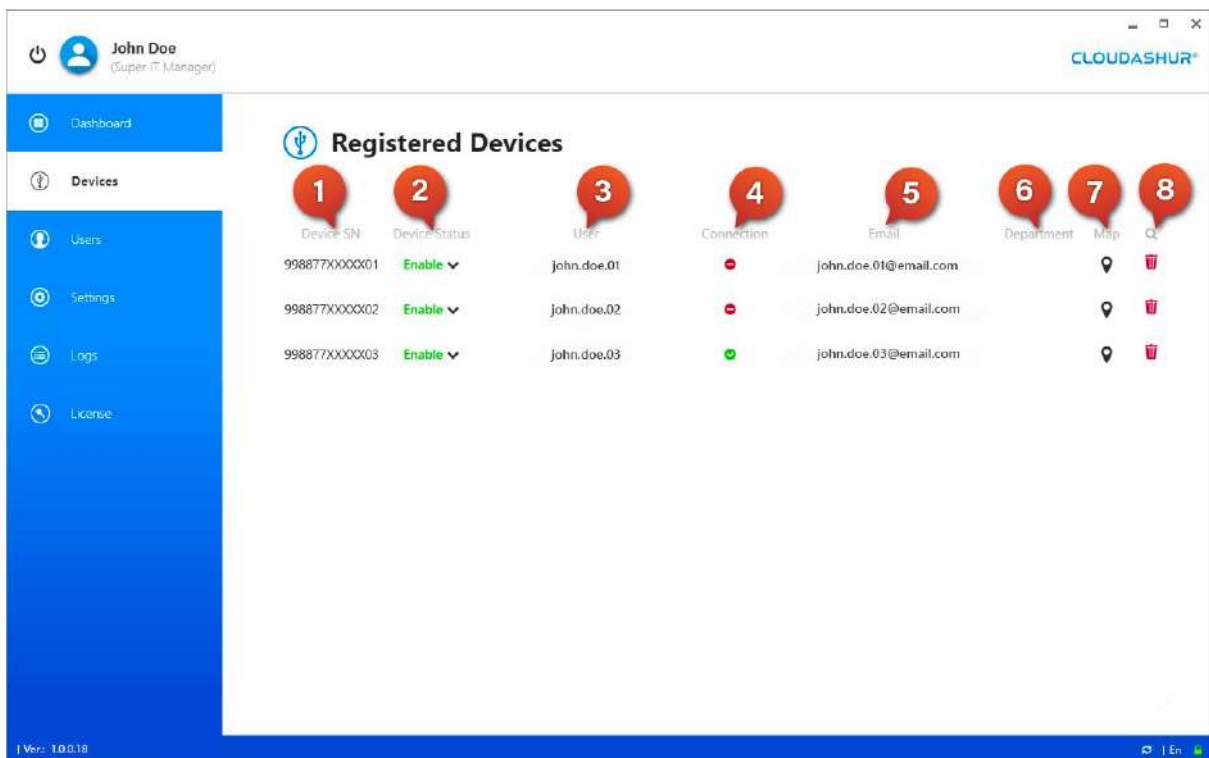 John Doe
(Super IT Manager)
CLOUDASHUR®
Dashboard
Devices
Users
Settings
Logs
License
Registered Devices
1 2 3 4 5 6 7 8
Device SN Device Status User Connection Email Department Map
998877XXXXX01 Enable john.doe.01 john.doe.01@email.com
998877XXXXX02 Enable john.doe.02 john.doe.02@email.com
998877XXXXX03 Enable john.doe.03 john.doe.03@email.com
| Ver.: 1.0.0.18 | En